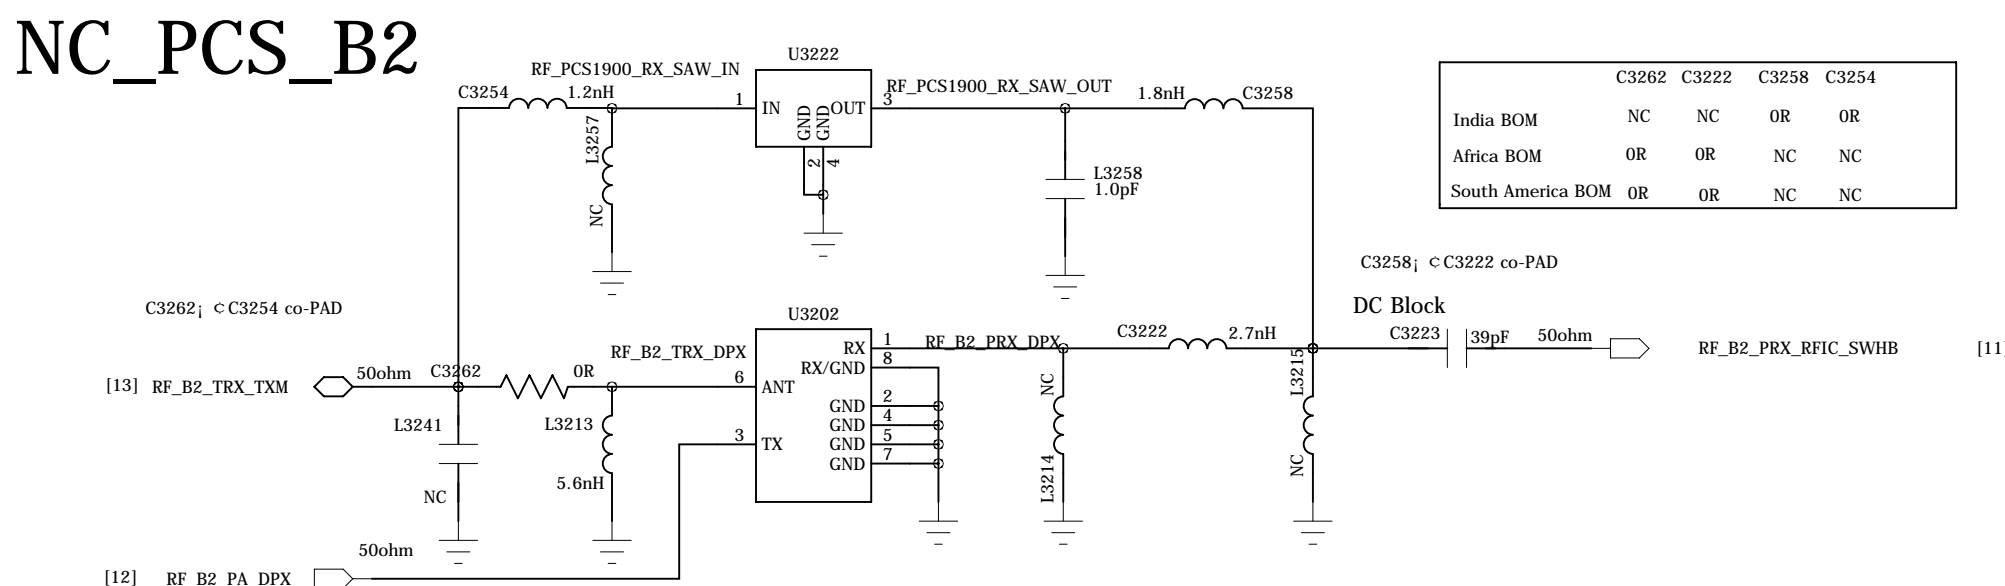 NC_PCS_B2
U3222
RF_PCS1900_RX_SAW_IN
RF_PCS1900_RX_SAW_OUT
C3254
1.2nH
1
IN
GND
GND
OUT
3
2
4
1.8nH
C3258
L3257
NC
L3258
1.0pF
C3262 C3222 C3258 C3254
India BOM NC NC 0R 0R
Africa BOM 0R 0R NC NC
South America BOM 0R 0R NC NC
C3258¡ ¢C3222 co-PAD
C3262¡ ¢C3254 co-PAD
DC Block
U3202
RF_B2_TRX_DPX
RX
1
RF_B2_PRX_DPX
C3222
2.7nH
C3223
39pF
50ohm
RF_B2_PRX_RFIC_SWHB
[11]
RX/GND
8
[13] RF_B2_TRX_TXM
50ohm
C3262
0R
6
ANT
GND
2
GND
4
GND
5
GND
7
3
TX
L3241
NC
L3213
5.6nH
NC
L3214
L3215
NC
50ohm
[12] RF_B2_PA_DPX